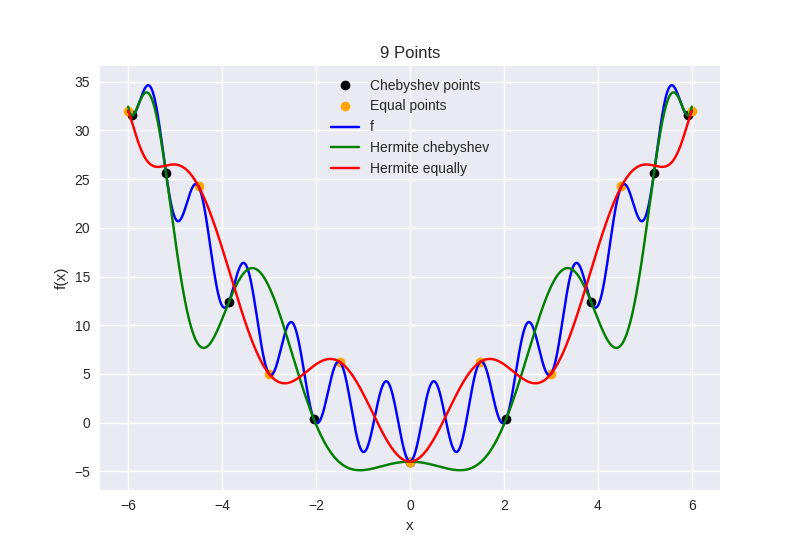 9 Points
Chebyshev points
Equal points
f
Hermite chebyshev
Hermite equally
35
30
25
20
15
10
5
0
−5
f(x)
−6 −4 −2 0 2 4 6
x